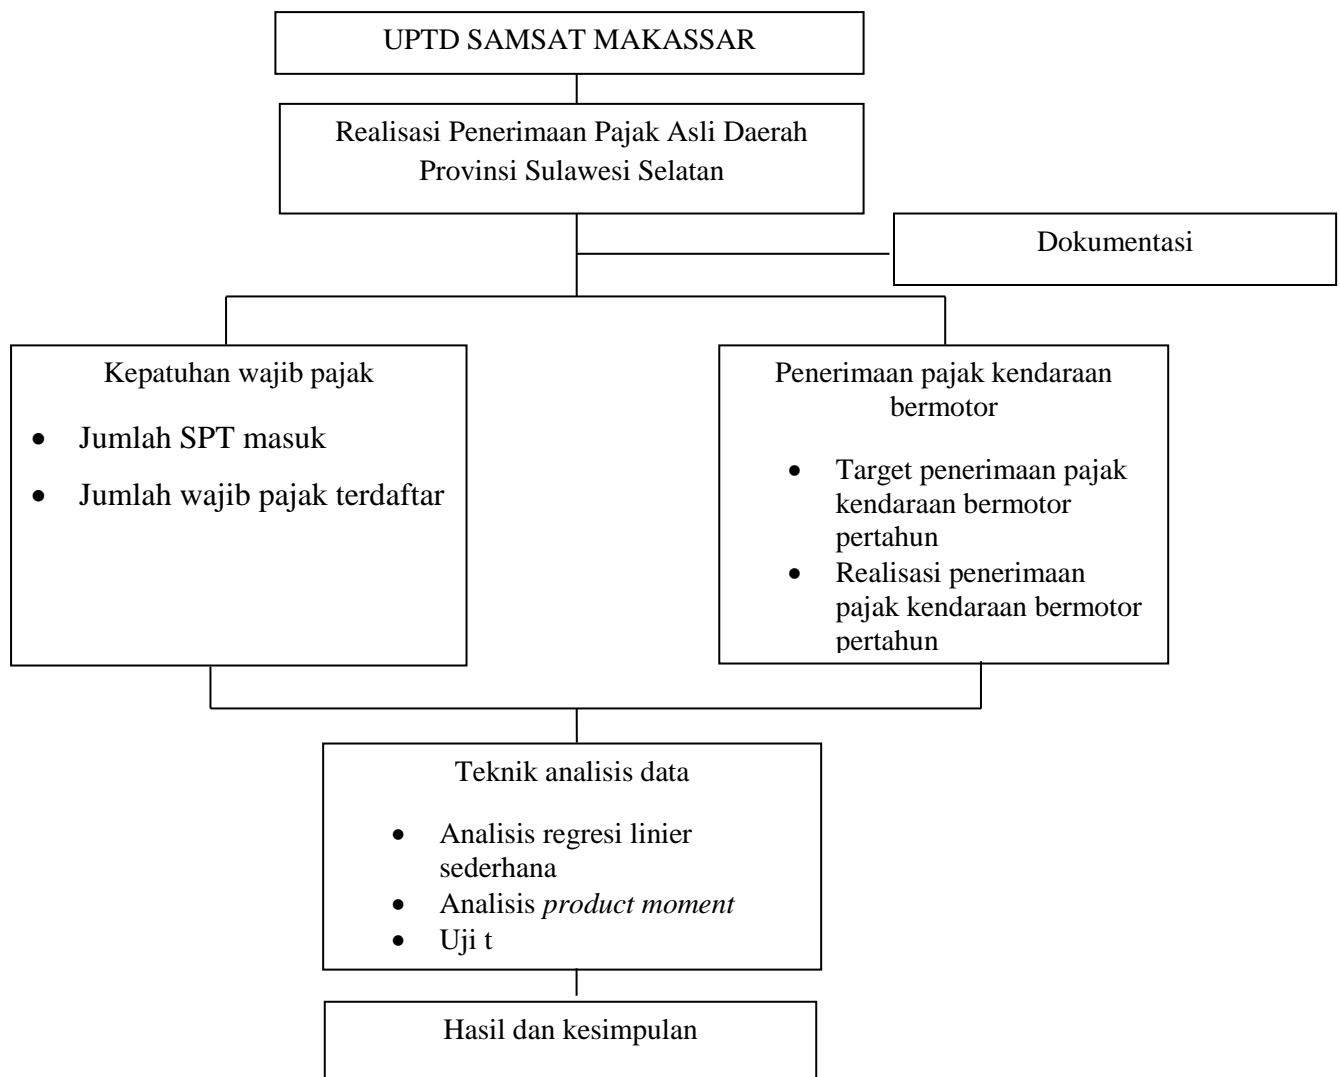 UPTD SAMSAT MAKASSAR
Realisasi Penerimaan Pajak Asli Daerah
Provinsi Sulawesi Selatan
Dokumentasi
Kepatuhan wajib pajak
• Jumlah SPT masuk
• Jumlah wajib pajak terdaftar
Penerimaan pajak kendaraan
bermotor
• Target penerimaan pajak
kendaraan bermotor
pertahun
• Realisasi penerimaan
pajak kendaraan bermotor
pertahun
Teknik analisis data
• Analisis regresi linier
sederhana
• Analisis product moment
• Uji t
Hasil dan kesimpulan